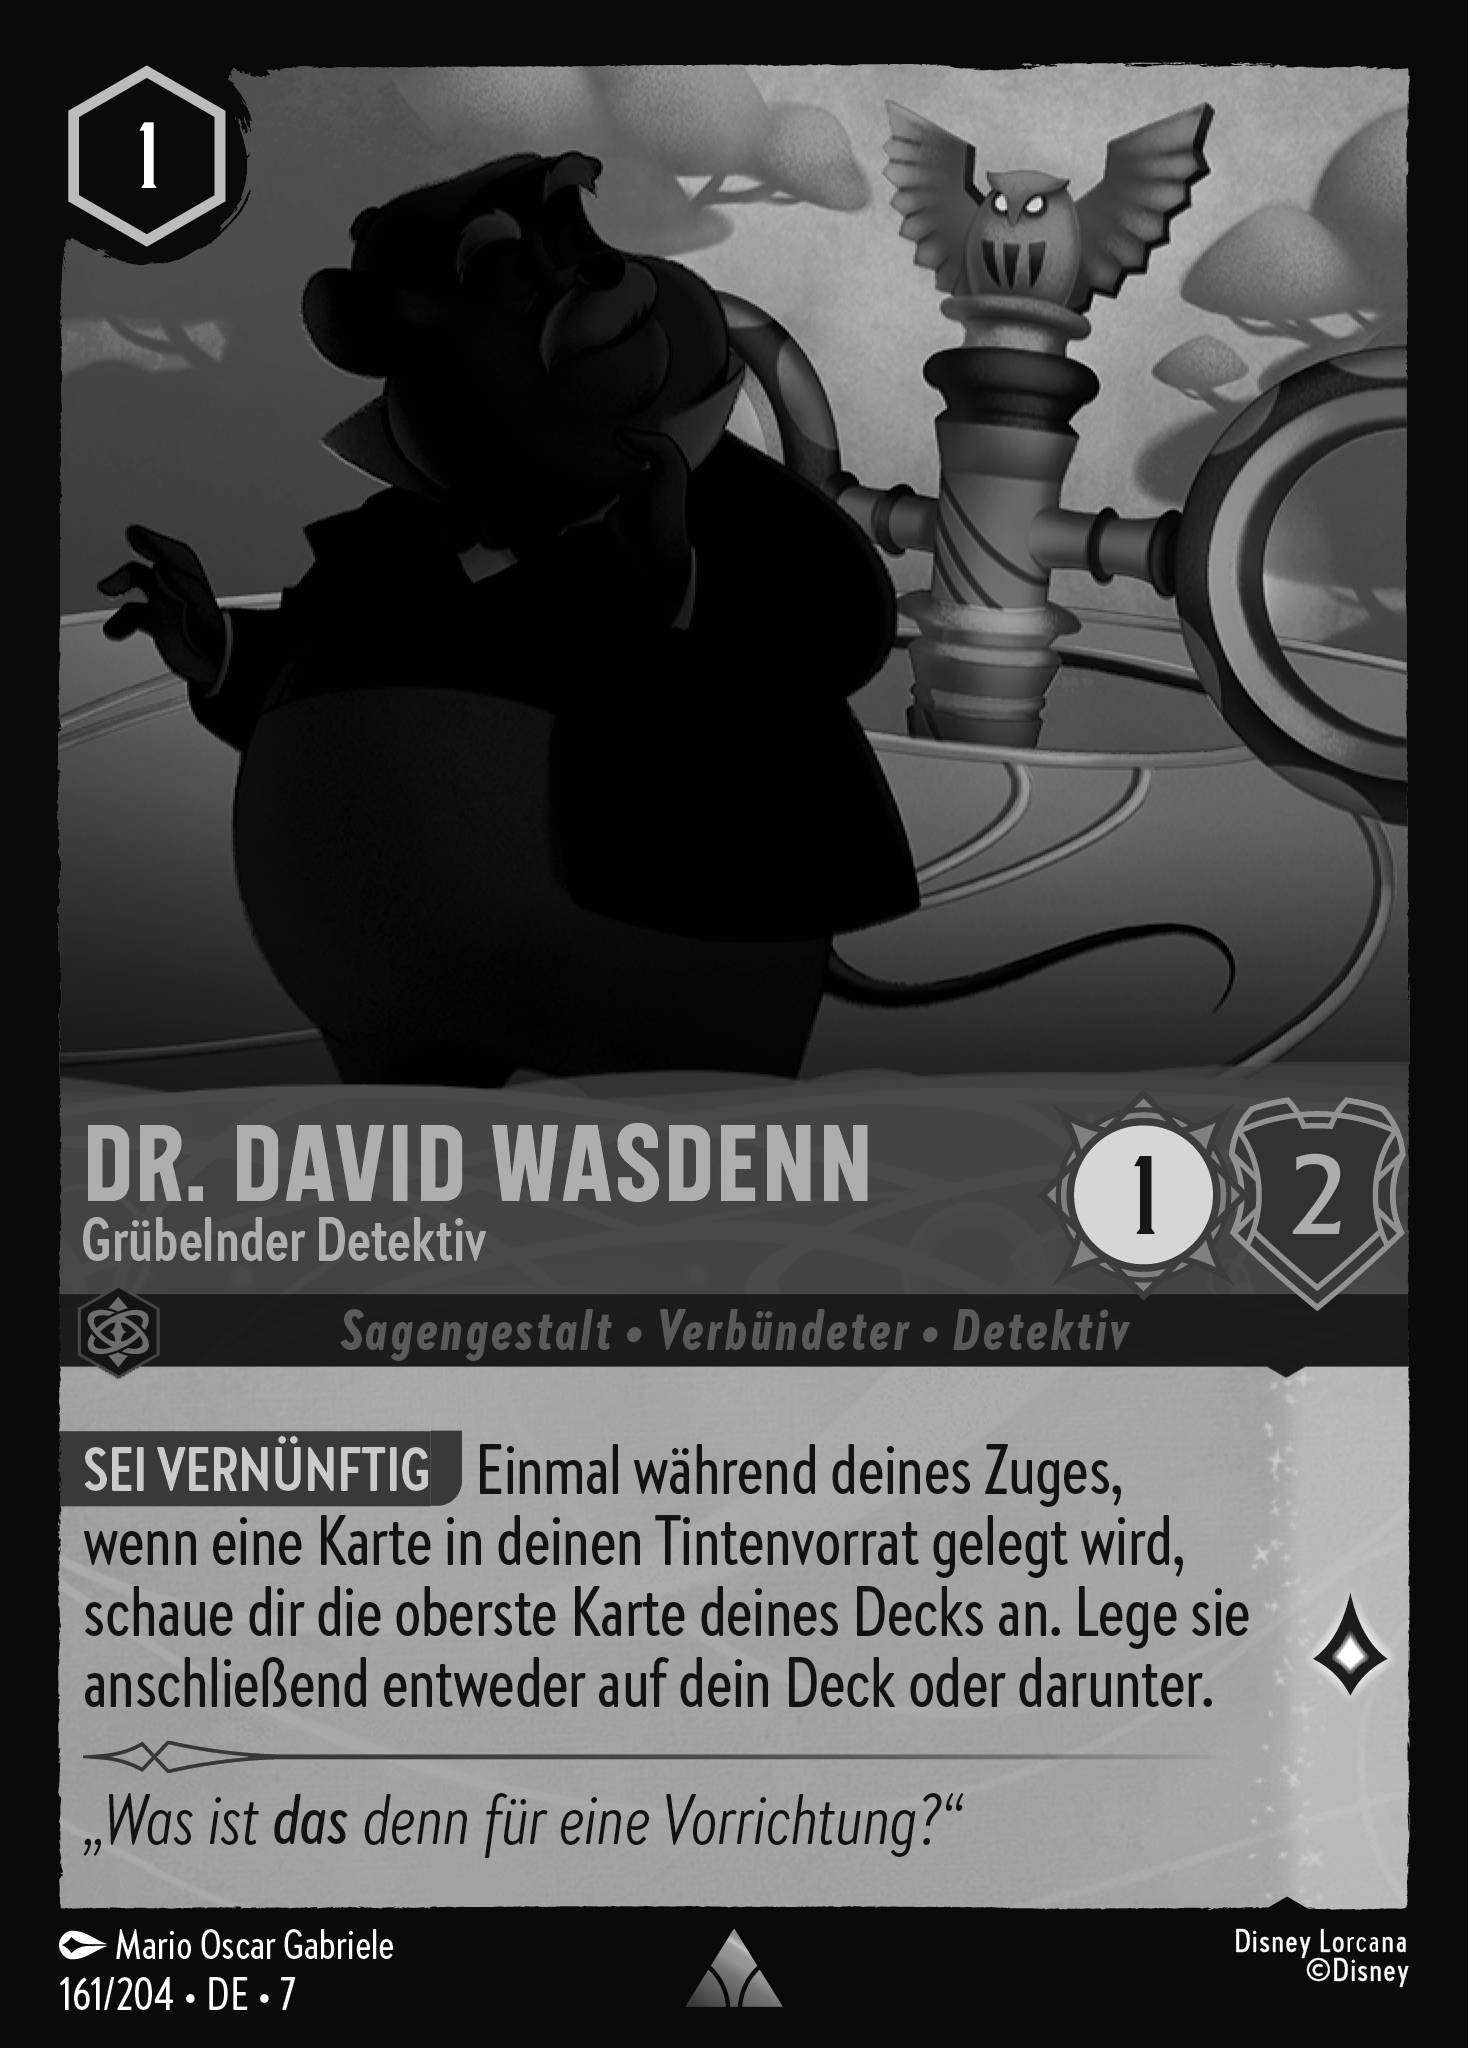 1
DR. DAVID WASDENN
1
2
Grübelnder Detektiv
Sagengestalt • Verbündeter • Detektiv
SEI VERNÜNFTIG Einmal während deines Zuges,
wenn eine Karte in deinen Tintenvorrat gelegt wird,
schaue dir die oberste Karte deines Decks an. Lege sie
anschließend entweder auf dein Deck oder darunter.
„Was ist das denn für eine Vorrichtung?“
Mario Oscar Gabriele
161/204 • DE • 7
Disney Lorcana
©Disney